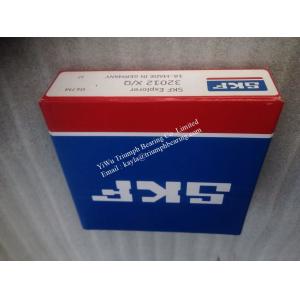 SKF Explorer
32012 X/Q
MADE IN GERMANY
SKF
YiWu Triumph Bearing Co. Limited
Email : kayla@triumphbearing.com
SKF